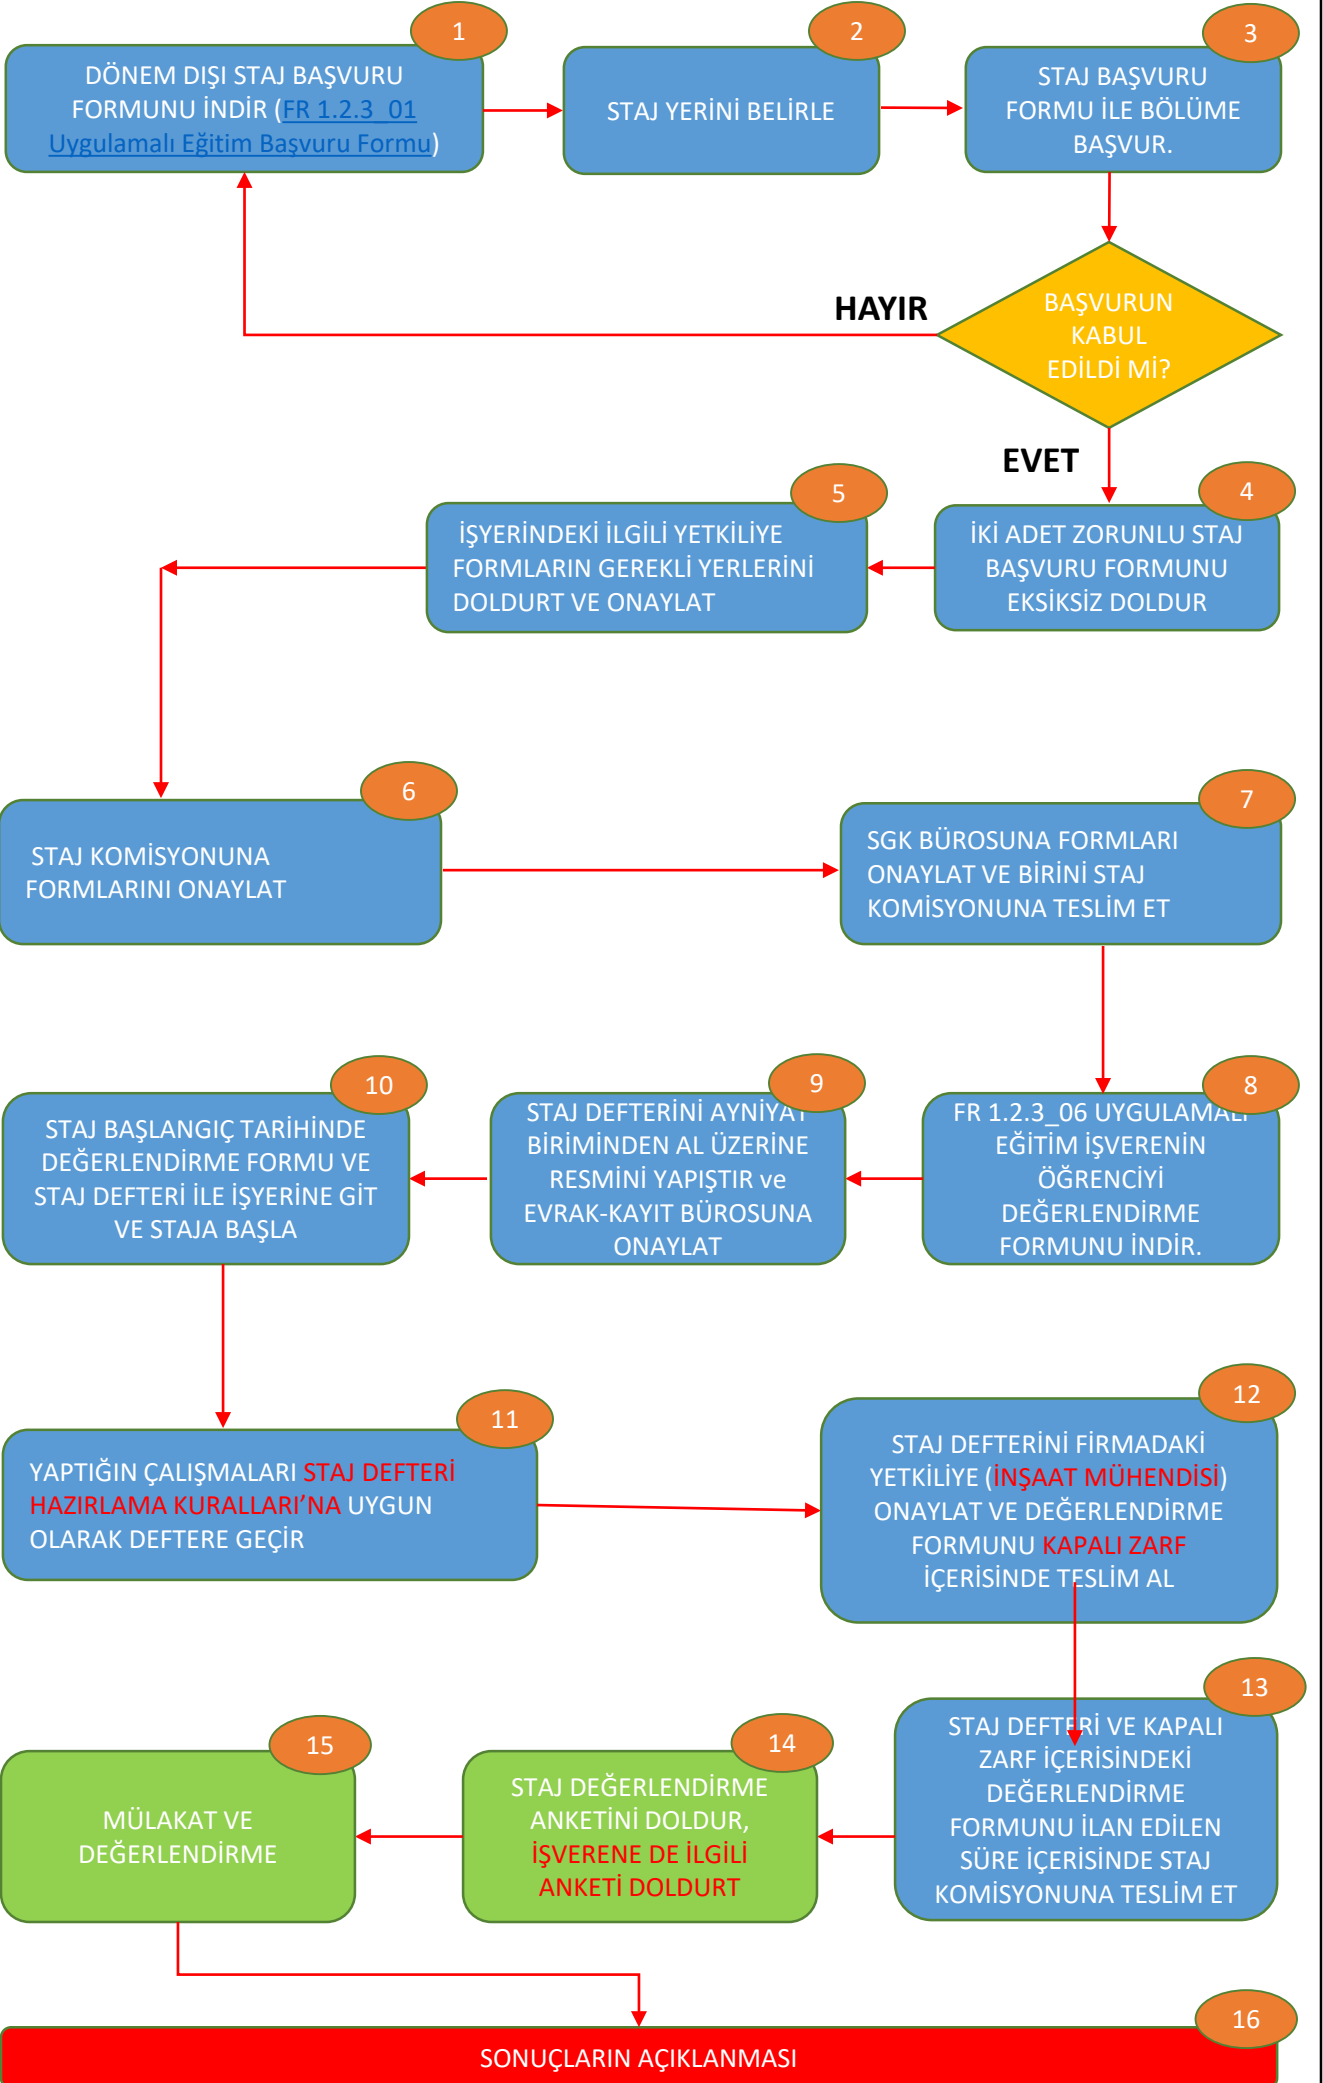 1
DÖNEM DIŞI STAJ BAŞVURU
FORMUNU İNDİR (FR 1.2.3_01
Uygulamalı Eğitim Başvuru Formu)
2
STAJ YERİNİ BELİRLE
3
STAJ BAŞVURU
FORMU İLE BÖLÜME
BAŞVUR.
HAYIR
BAŞVURUN
KABUL
EDİLDİ Mİ?
EVET
4
İKİ ADET ZORUNLU STAJ
BAŞVURU FORMUNU
EKSİKSİZ DOLDUR
5
İŞYERİNDEKİ İLGİLİ YETKİLİYE
FORMLARIN GEREKLİ YERLERİNİ
DOLDURT VE ONAYLAT
6
STAJ KOMİSYONUNA
FORMLARINI ONAYLAT
7
SGK BÜROSUNA FORMLARI
ONAYLAT VE BİRİNİ STAJ
KOMİSYONUNA TESLİM ET
8
FR 1.2.3_06 UYGULAMALI
EĞİTİM İŞVERENİN
ÖĞRENCİYİ
DEĞERLENDİRME
FORMUNU İNDİR.
9
STAJ DEFTERİNİ AYNİYAT
BİRİMİNDEN AL ÜZERİNE
RESMİNİ YAPIŞTIR ve
EVRAK-KAYIT BÜROSUNA
ONAYLAT
10
STAJ BAŞLANGIÇ TARİHİNDE
DEĞERLENDİRME FORMU VE
STAJ DEFTERİ İLE İŞYERİNE GİT
VE STAJA BAŞLA
11
YAPTIĞIN ÇALIŞMALARI STAJ DEFTERİ
HAZIRLAMA KURALLARI’NA UYGUN
OLARAK DEFTERE GEÇİR
12
STAJ DEFTERİNİ FİRMADAKİ
YETKİLİYE (İNŞAAT MÜHENDİSİ)
ONAYLAT VE DEĞERLENDİRME
FORMUNU KAPALI ZARF
İÇERİSİNDE TESLİM AL
13
STAJ DEFTERİ VE KAPALI
ZARF İÇERİSİNDEKİ
DEĞERLENDİRME
FORMUNU İLAN EDİLEN
SÜRE İÇERİSİNDE STAJ
KOMİSYONUNA TESLİM ET
14
STAJ DEĞERLENDİRME
ANKETİNİ DOLDUR,
İŞVERENE DE İLGİLİ
ANKETİ DOLDURT
15
MÜLAKAT VE
DEĞERLENDİRME
16
SONUÇLARIN AÇIKLANMASI